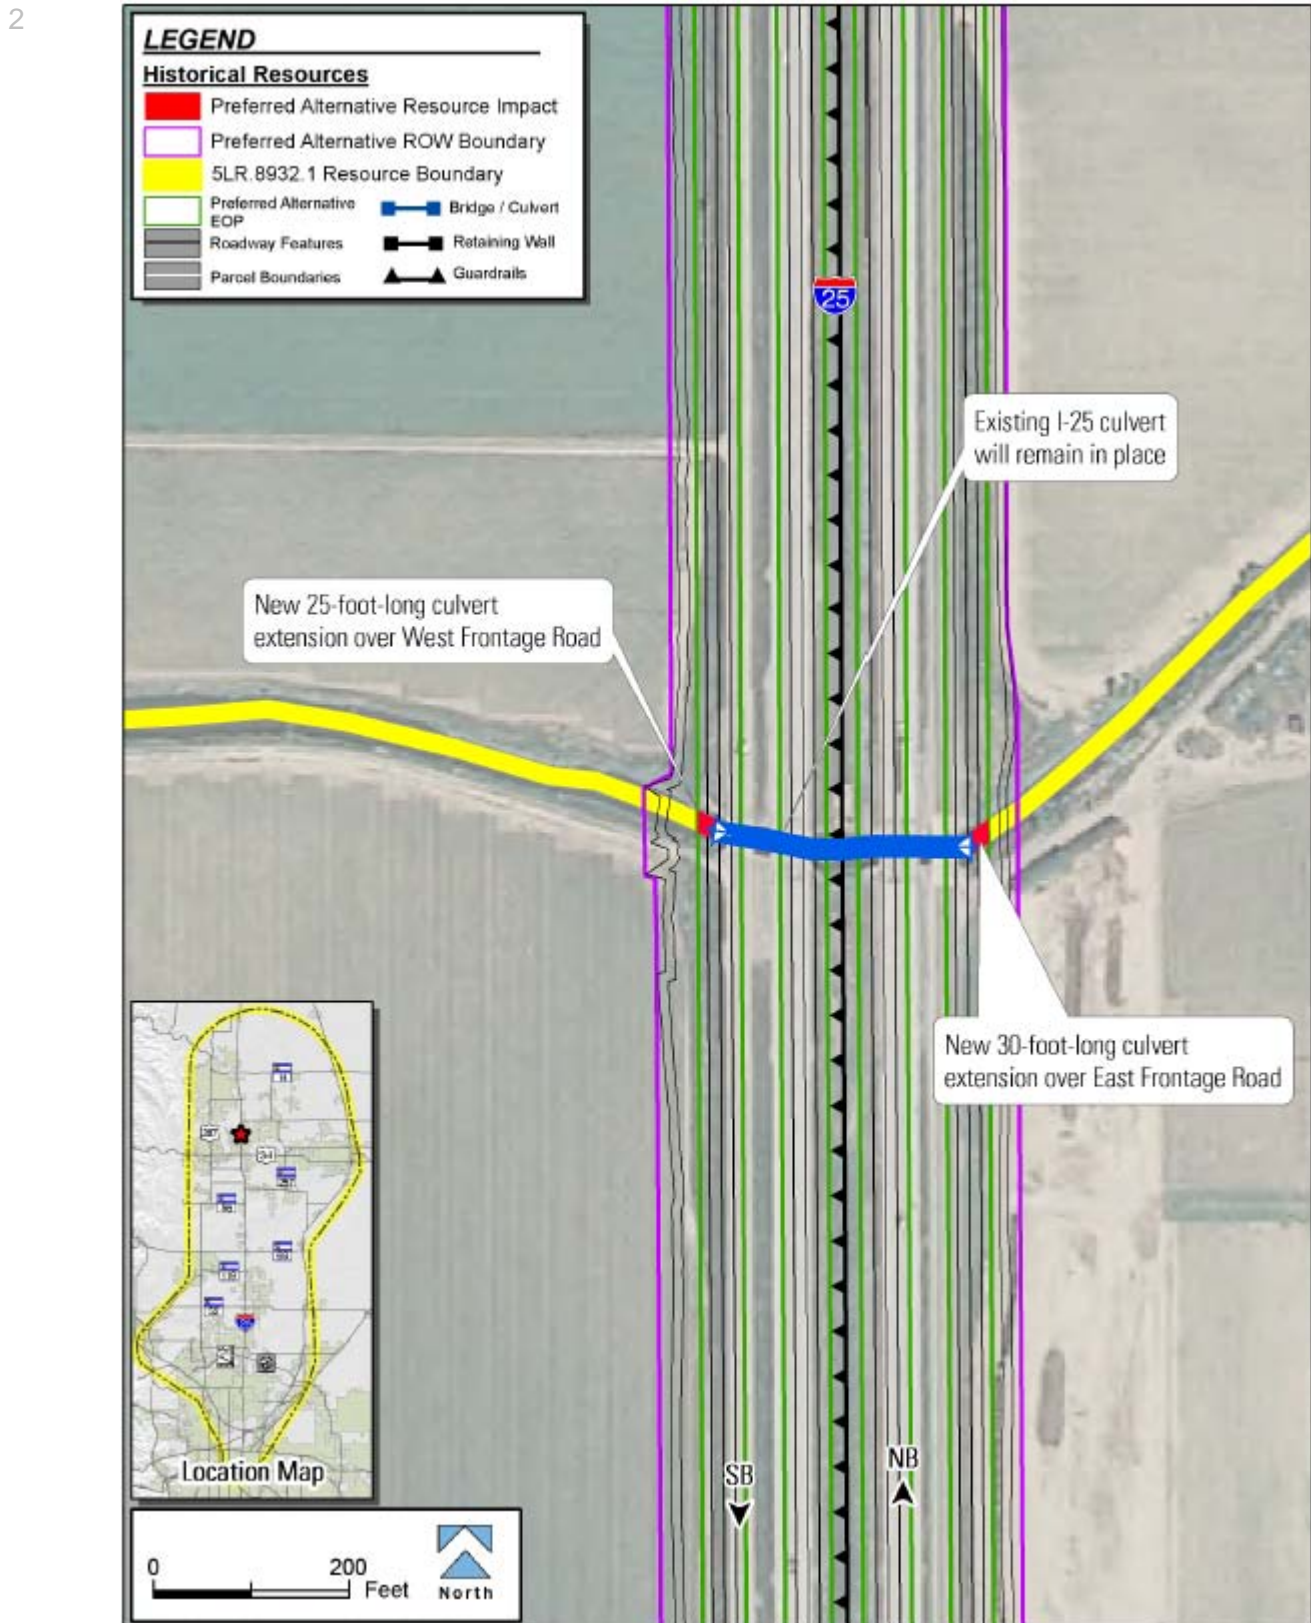 2
LEGEND
Historical Resources
Preferred Alternative Resource Impact
Preferred Alternative ROW Boundary
5LR.8932.1 Resource Boundary
Preferred Alternative
EOP
Bridge / Culvert
Roadway Features
Retaining Wall
Parcel Boundaries
Guardrails
25
Existing I-25 culvert
will remain in place
New 25-foot-long culvert
extension over West Frontage Road
New 30-foot-long culvert
extension over East Frontage Road
287
34
Location Map
SB
NB
0
200
Feet
North